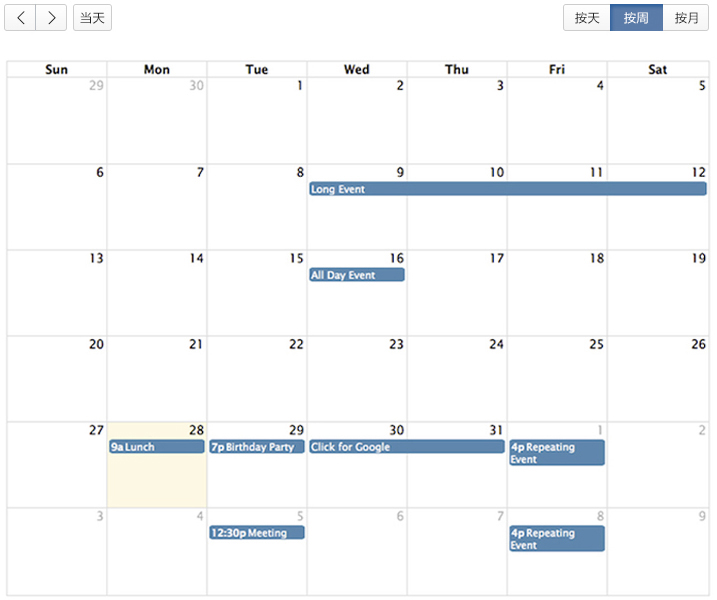 当天
按天 按周 按月
Sun Mon Tue Wed Thu Fri Sat
29 30 1 2 3 4 5
6 7 8 9 10 11 12
Long Event
13 14 15 16 17 18 19
All Day Event
20 21 22 23 24 25 26
27 28 29 30 31 1 2
9a Lunch 7p Birthday Party Click for Google 4p Repeating
Event
3 4 5 6 7 8 9
12:30p Meeting 4p Repeating
Event